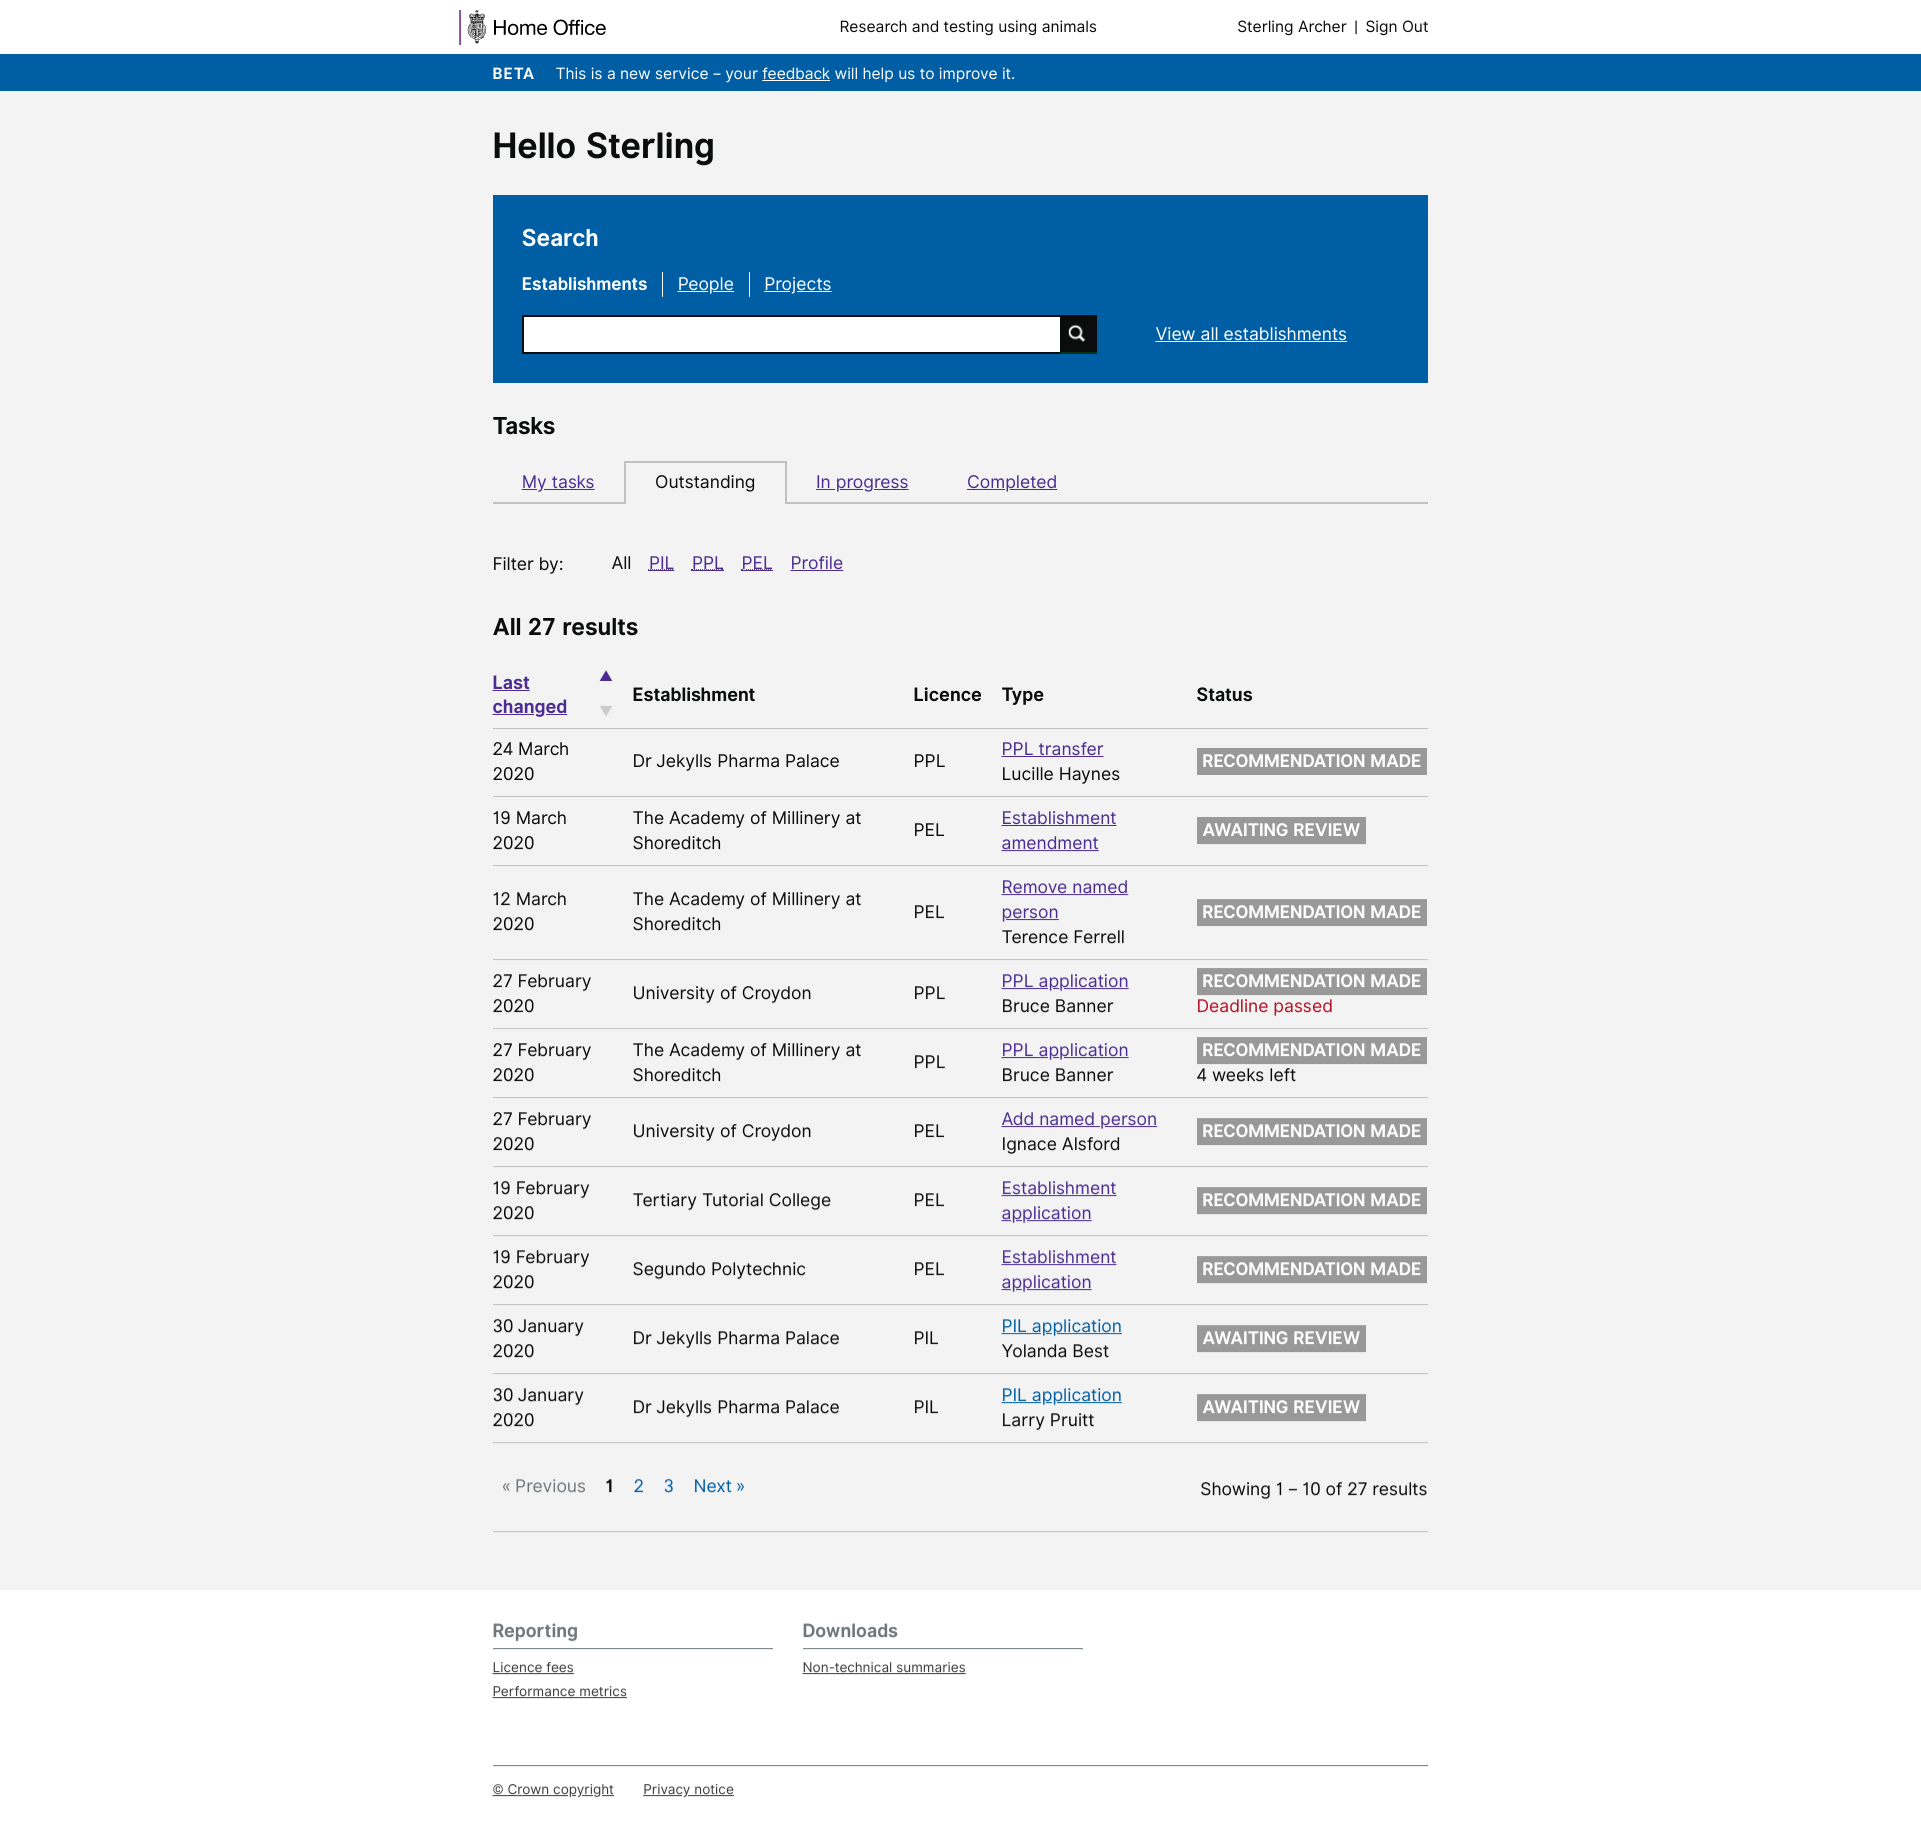 Home Office
Research and testing using animals
Sterling Archer | Sign Out
BETA This is a new service – your feedback will help us to improve it.
Hello Sterling
Search
Establishments People Projects
View all establishments
Tasks
My tasks Outstanding In progress Completed
Filter by: All PIL PPL PEL Profile
All 27 results
Last
changed
▲
▼
Establishment Licence Type Status
24 March
2020
Dr Jekylls Pharma Palace
PPL
PPL transfer
Lucille Haynes
RECOMMENDATION MADE
19 March
2020
The Academy of Millinery at
Shoreditch
PEL
Establishment
amendment
AWAITING REVIEW
12 March
2020
The Academy of Millinery at
Shoreditch
PEL
Remove named
person
Terence Ferrell
RECOMMENDATION MADE
27 February
2020
University of Croydon
PPL
PPL application
Bruce Banner
RECOMMENDATION MADE
Deadline passed
27 February
2020
The Academy of Millinery at
Shoreditch
PPL
PPL application
Bruce Banner
RECOMMENDATION MADE
4 weeks left
27 February
2020
University of Croydon
PEL
Add named person
Ignace Alsford
RECOMMENDATION MADE
19 February
2020
Tertiary Tutorial College
PEL
Establishment
application
RECOMMENDATION MADE
19 February
2020
Segundo Polytechnic
PEL
Establishment
application
RECOMMENDATION MADE
30 January
2020
Dr Jekylls Pharma Palace
PIL
PIL application
Yolanda Best
AWAITING REVIEW
30 January
2020
Dr Jekylls Pharma Palace
PIL
PIL application
Larry Pruitt
AWAITING REVIEW
« Previous 1 2 3 Next »
Showing 1 – 10 of 27 results
Reporting
Licence fees
Performance metrics
Downloads
Non-technical summaries
© Crown copyright Privacy notice